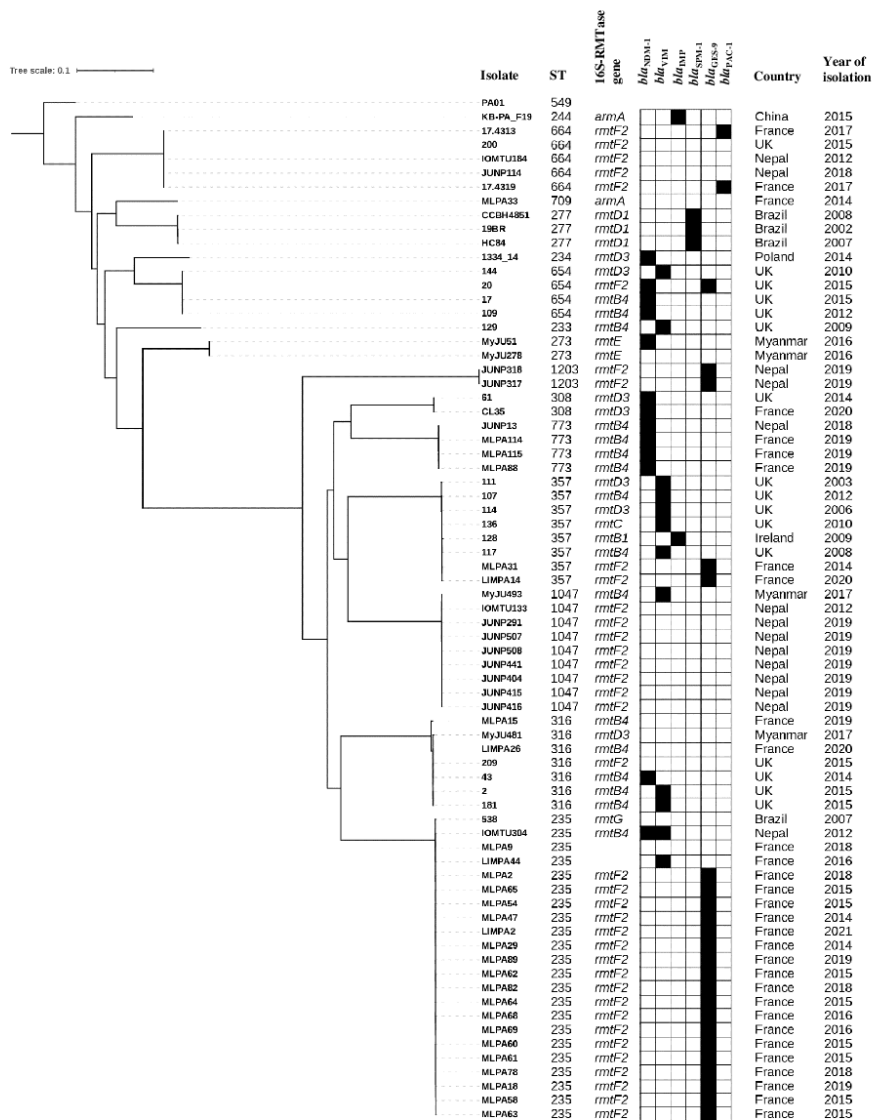 Tree scale: 0.1
Isolate ST 16S-RMTase gene blaNDM-1 blaVIM blaIMP blaSPM-1 blaGES-9 blaPAC-1 Country Year of isolation
PA01 549
KB-PA_F19 244 armA China 2015
17.4313 664 rmtF2 France 2017
200 664 rmtF2 UK 2015
IOMTU184 664 rmtF2 Nepal 2012
JUNP114 664 rmtF2 Nepal 2018
17.4319 664 rmtF2 France 2017
MLPA33 709 armA France 2014
CCBH4851 277 rmtD1 Brazil 2008
19BR 277 rmtD1 Brazil 2002
HC84 277 rmtD1 Brazil 2007
1334_14 234 rmtD3 Poland 2014
144 654 rmtD3 UK 2010
20 654 rmtF2 UK 2015
17 654 rmtB4 UK 2015
109 654 rmtB4 UK 2012
129 233 rmtB4 UK 2009
MyJU51 273 rmtE Myanmar 2016
MyJU278 273 rmtE Myanmar 2016
JUNP318 1203 rmtF2 Nepal 2019
JUNP317 1203 rmtF2 Nepal 2019
61 308 rmtD3 UK 2014
CL35 308 rmtD3 France 2020
JUNP13 773 rmtB4 Nepal 2018
MLPA114 773 rmtB4 France 2019
MLPA115 773 rmtB4 France 2019
MLPA88 773 rmtB4 France 2019
111 357 rmtD3 UK 2003
107 357 rmtB4 UK 2012
114 357 rmtD3 UK 2006
136 357 rmtC UK 2010
128 357 rmtB1 Ireland 2009
117 357 rmtB4 UK 2008
MLPA31 357 rmtF2 France 2014
LIMPA14 357 rmtF2 France 2020
MyJU493 1047 rmtB4 Myanmar 2017
IOMTU133 1047 rmtF2 Nepal 2012
JUNP291 1047 rmtF2 Nepal 2019
JUNP507 1047 rmtF2 Nepal 2019
JUNP508 1047 rmtF2 Nepal 2019
JUNP441 1047 rmtF2 Nepal 2019
JUNP404 1047 rmtF2 Nepal 2019
JUNP415 1047 rmtF2 Nepal 2019
JUNP416 1047 rmtF2 Nepal 2019
MLPA15 316 rmtB4 France 2019
MyJU481 316 rmtD3 Myanmar 2017
LIMPA26 316 rmtB4 France 2020
209 316 rmtF2 UK 2015
43 316 rmtB4 UK 2014
2 316 rmtB4 UK 2015
181 316 rmtB4 UK 2015
538 235 rmtG Brazil 2007
IOMTU304 235 rmtB4 Nepal 2012
MLPA9 235 France 2018
LIMPA44 235 France 2016
MLPA2 235 rmtF2 France 2018
MLPA65 235 rmtF2 France 2015
MLPA54 235 rmtF2 France 2015
MLPA47 235 rmtF2 France 2014
LIMPA2 235 rmtF2 France 2021
MLPA29 235 rmtF2 France 2014
MLPA89 235 rmtF2 France 2019
MLPA62 235 rmtF2 France 2015
MLPA82 235 rmtF2 France 2018
MLPA64 235 rmtF2 France 2015
MLPA68 235 rmtF2 France 2016
MLPA69 235 rmtF2 France 2016
MLPA60 235 rmtF2 France 2015
MLPA61 235 rmtF2 France 2015
MLPA78 235 rmtF2 France 2018
MLPA18 235 rmtF2 France 2019
MLPA58 235 rmtF2 France 2015
MLPA63 235 rmtF2 France 2015